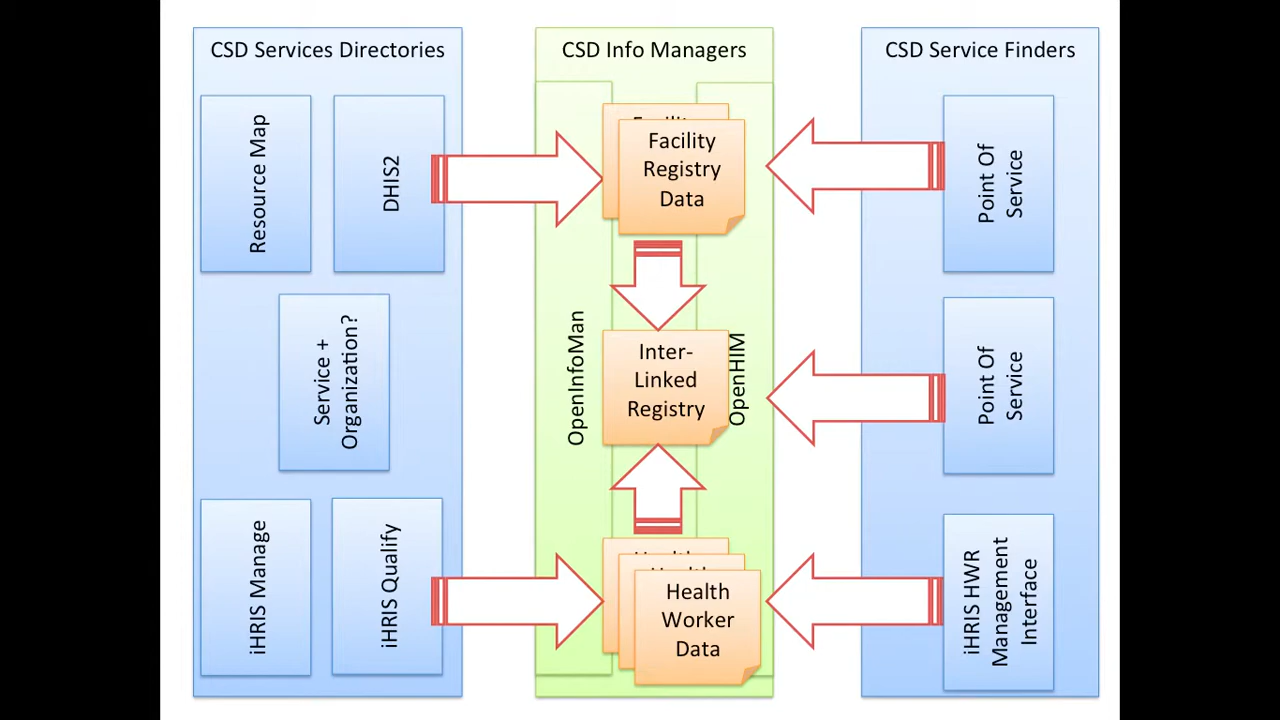 CSD Services Directories
CSD Info Managers
CSD Service Finders
Resource Map
DHIS2
Service +
Organization?
iHRIS Manage
iHRIS Qualify
OpenInfoMan
Facility
Registry
Data
Inter-
Linked
Registry
Health
Worker
Data
OpenHIM
Point Of
Service
Point Of
Service
iHRIS HWR
Management
Interface